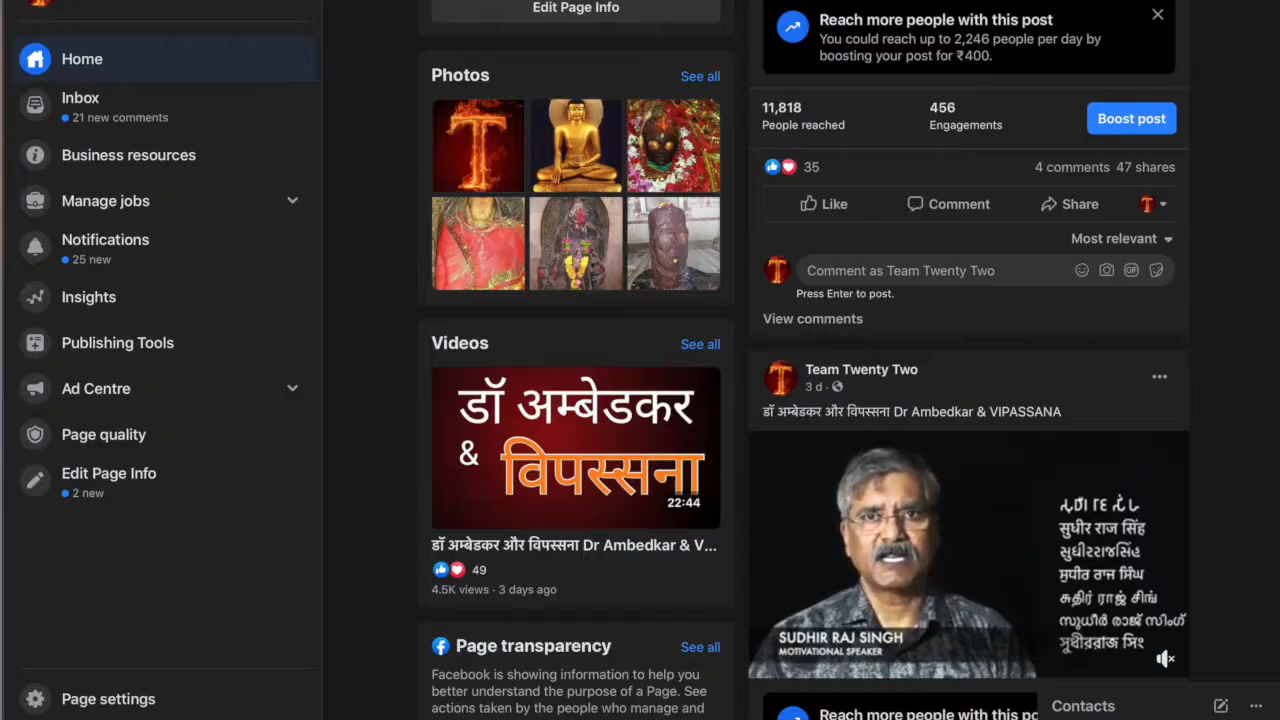 Home
Inbox
21 new comments
Business resources
Manage jobs
Notifications
25 new
Insights
Publishing Tools
Ad Centre
Page quality
Edit Page Info
2 new
Page settings
Edit Page Info
Photos See all
T
Videos See all
डॉ अम्बेडकर
& विपस्सना
22:44
डॉ अम्बेडकर और विपस्सना Dr Ambedkar & V...
49
4.5K views · 3 days ago
Page transparency See all
Facebook is showing information to help you
better understand the purpose of a Page. See
actions taken by the people who manage and
Reach more people with this post
You could reach up to 2,246 people per day by
boosting your post for ₹400.
11,818 456
People reached Engagements
Boost post
35 4 comments 47 shares
Like Comment Share
Most relevant
Comment as Team Twenty Two
GIF
Press Enter to post.
View comments
Team Twenty Two
3 d ·
डॉ अम्बेडकर और विपस्सना Dr Ambedkar & VIPASSANA
सुधीर राज सिंह
ਸੁਧੀਰ ਰਾਜ ਸਿੰਘ
SUDHIR RAJ SINGH
MOTIVATIONAL SPEAKER
Reach more people with this po
Contacts